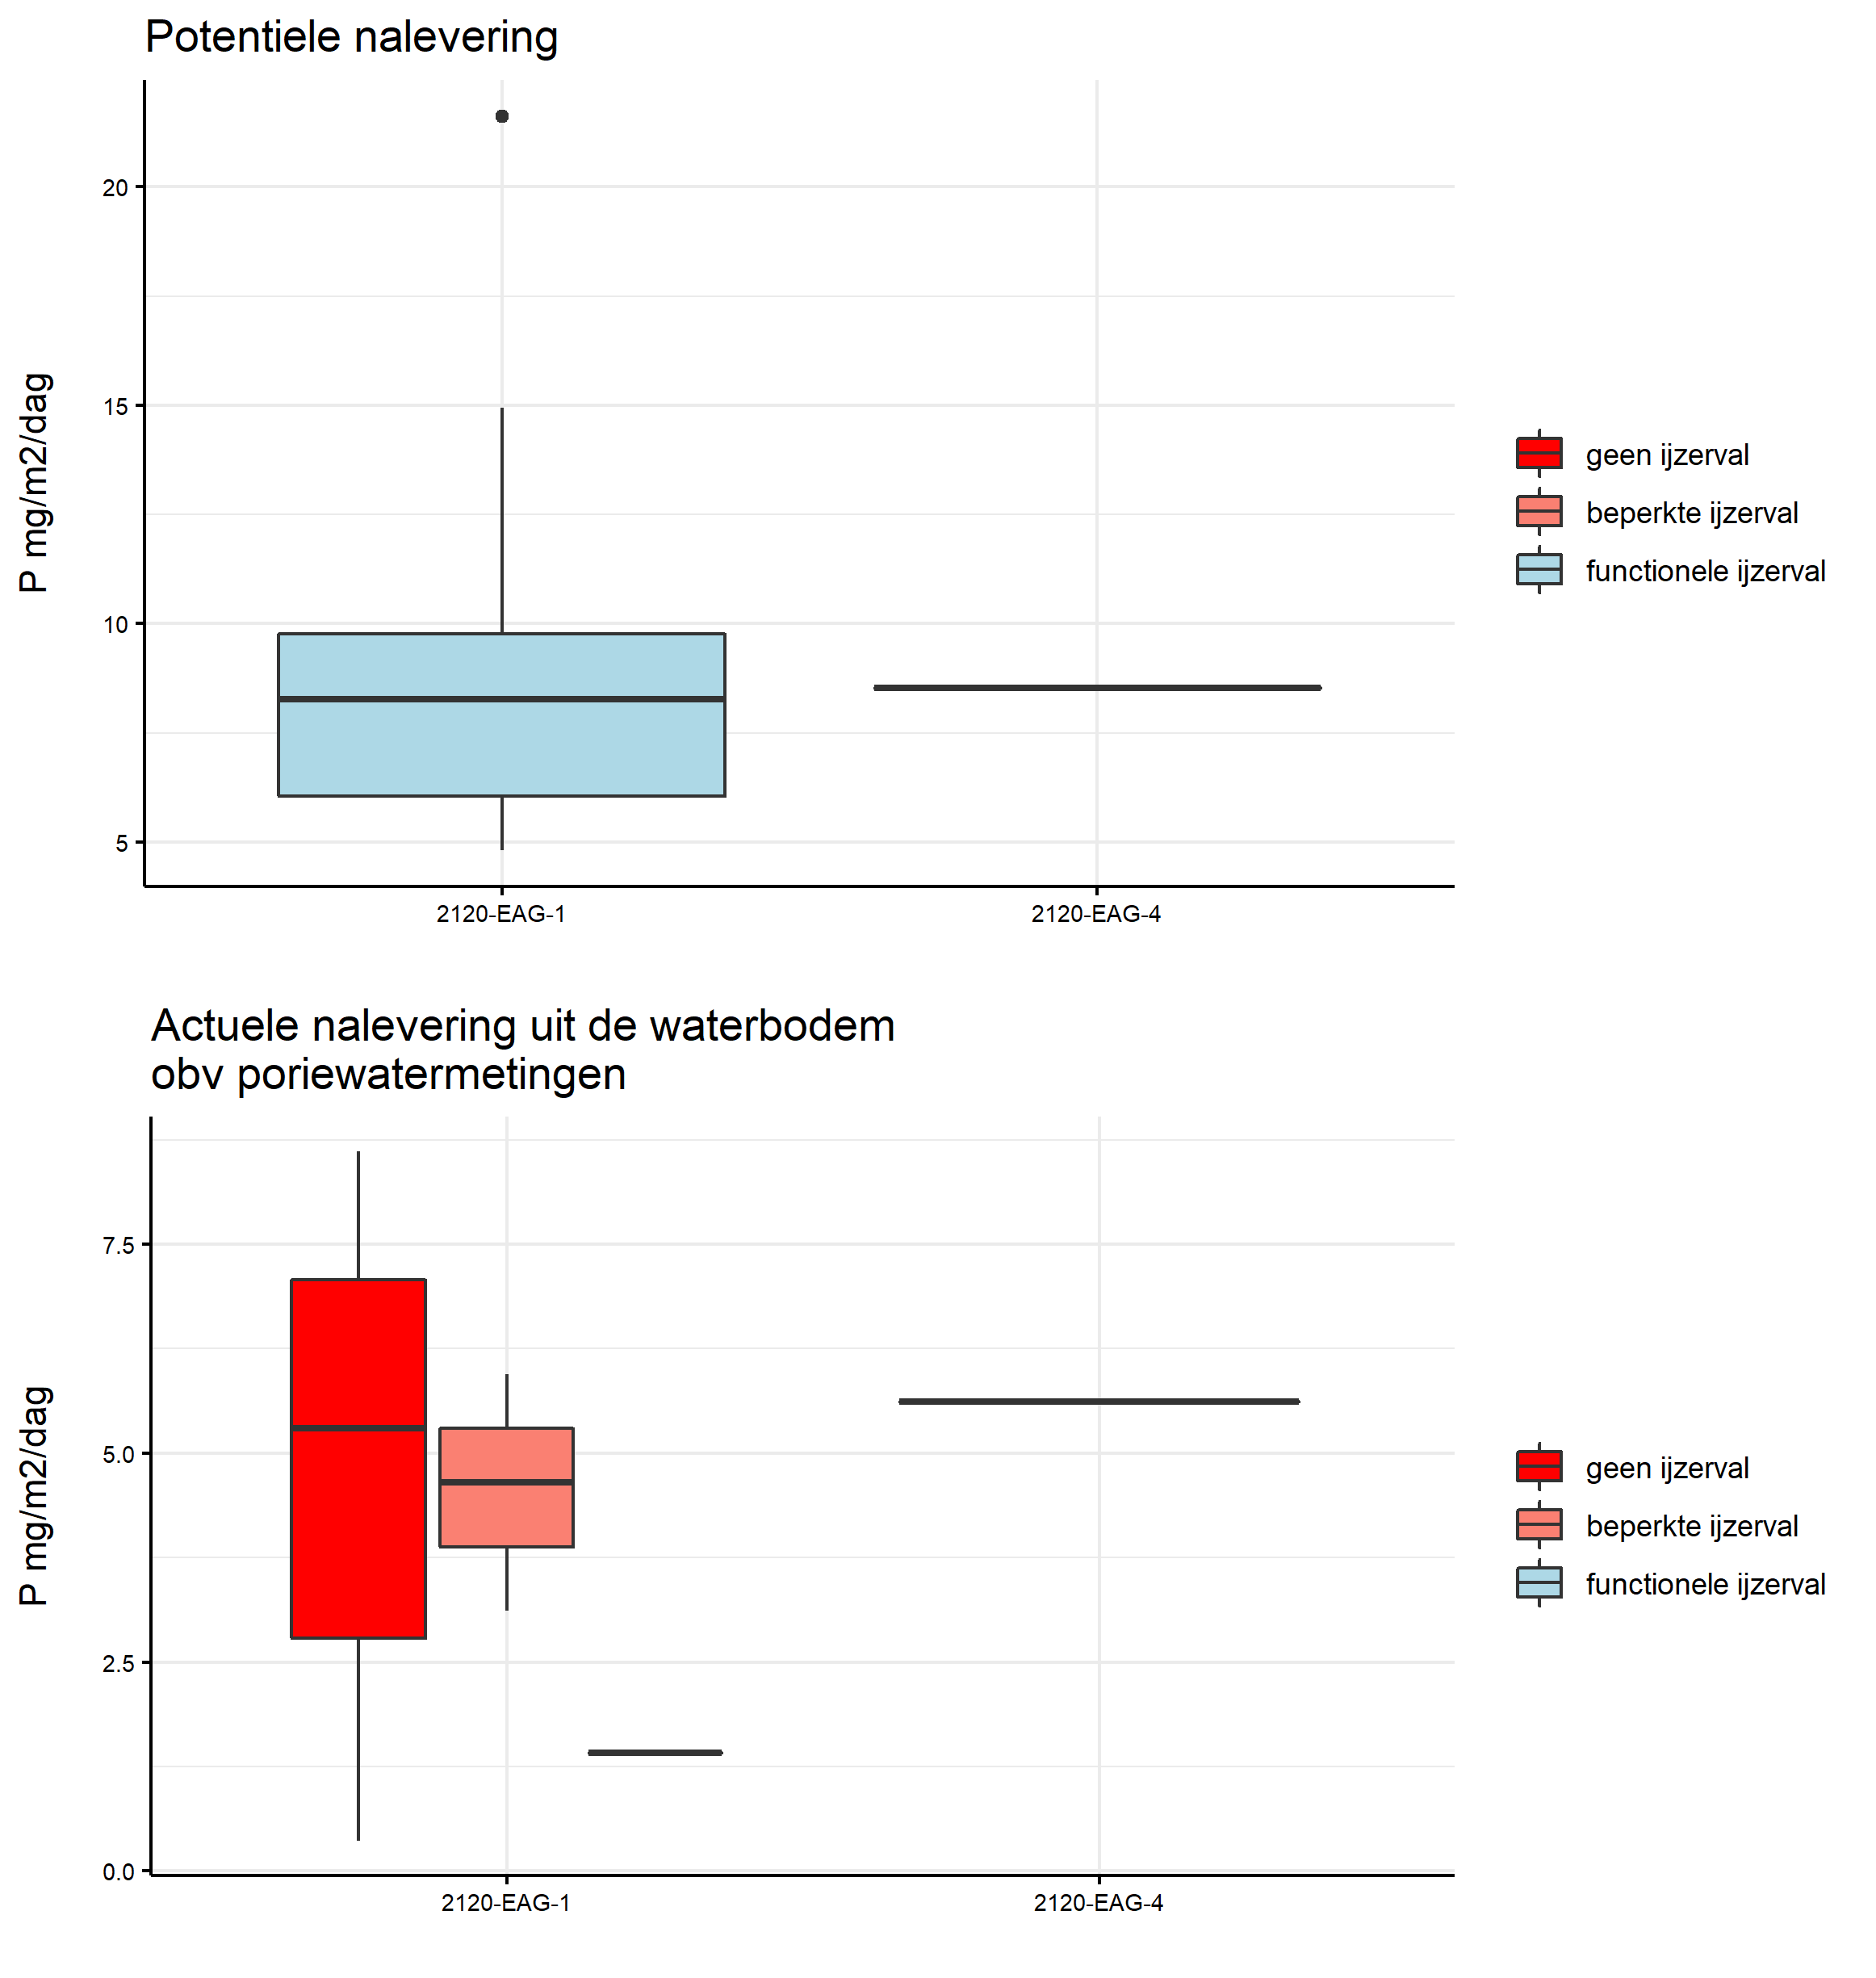 Potentiele nalevering
P mg/m2/dag
20
15
10
5
2120-EAG-1
2120-EAG-4
geen ijzerval
beperkte ijzerval
functionele ijzerval
Actuele nalevering uit de waterbodem
obv poriewatermetingen
P mg/m2/dag
7.5
5.0
2.5
0.0
2120-EAG-1
2120-EAG-4
geen ijzerval
beperkte ijzerval
functionele ijzerval